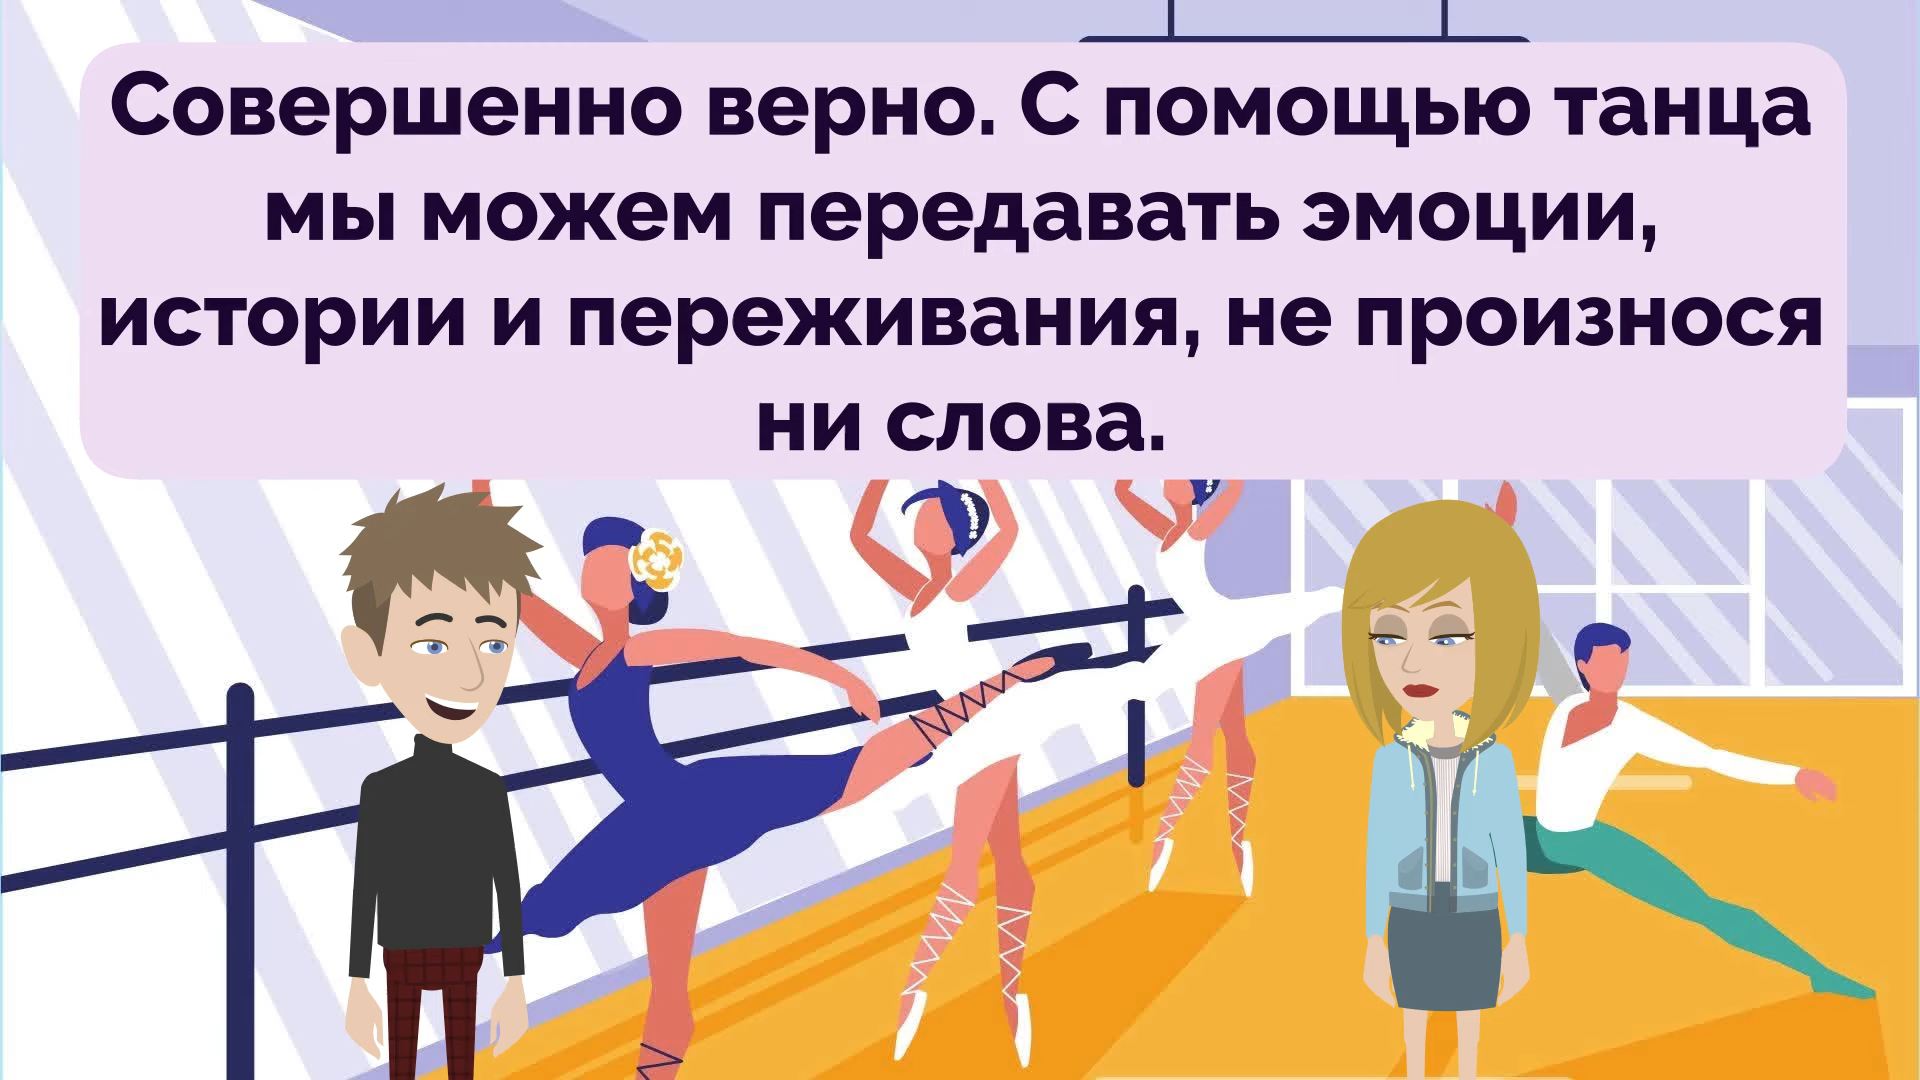 Совершенно верно. С помощью танца
мы можем передавать эмоции,
истории и переживания, не произнося
ни слова.